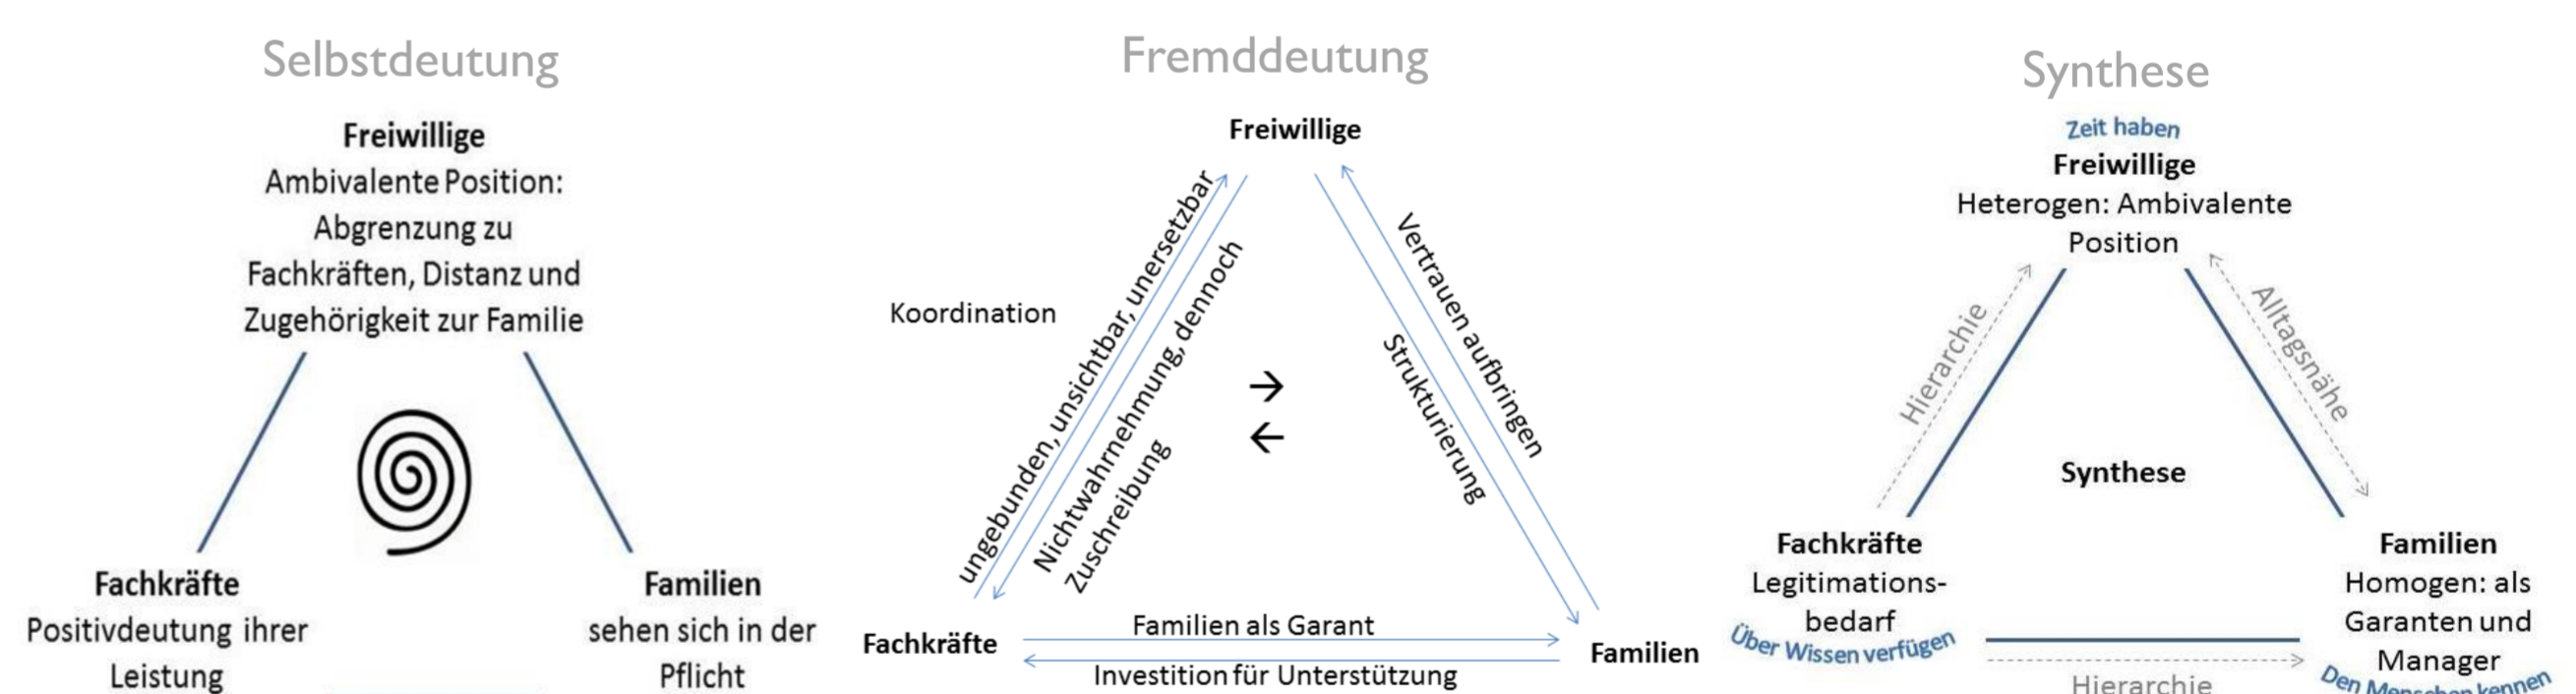 Selbstdeutung
Freiwillige
Ambivalente Position:
Abgrenzung zu
Fachkräften, Distanz und
Zugehörigkeit zur Familie
Fachkräfte
Positivdeutung ihrer
Leistung
Familien
sehen sich in der
Pflicht
Fremddeutung
Freiwillige
Koordination
ungebunden, unsichtbar, unersetzbar
Nichtwahrnehmung, dennoch
Zuschreibung
Vertrauen aufbringen
Strukturierung
Fachkräfte
Familien als Garant
Investition für Unterstützung
Familien
Synthese
Zeit haben
Freiwillige
Heterogen: Ambivalente
Position
Hierarchie
Alltagsnähe
Synthese
Fachkräfte
Legitimations-
bedarf
Über Wissen verfügen
Familien
Homogen: als
Garanten und
Manager
Den Menschen kennen
Hierarchie